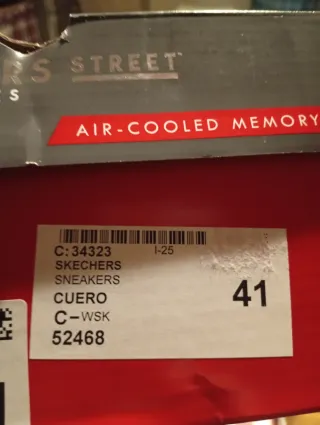 RS STREET
S
AIR-COOLED MEMORY
C:34323 I-25
SKECHERS
SNEAKERS
CUERO 41
C-WSK
52468